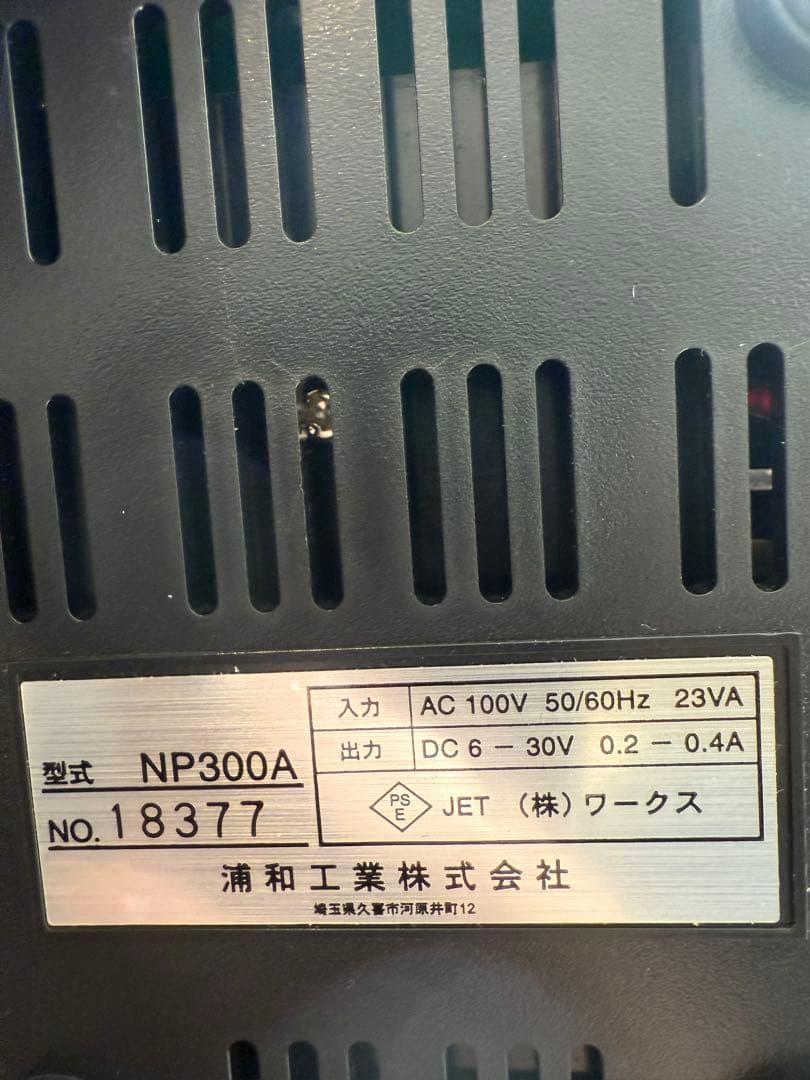 型式 NP300A
NO. 18377
入力 AC 100V 50/60Hz 23VA
出力 DC 6 － 30V 0.2 － 0.4A
PS E JET （株）ワークス
浦和工業株式会社
埼玉県久喜市河原井町12